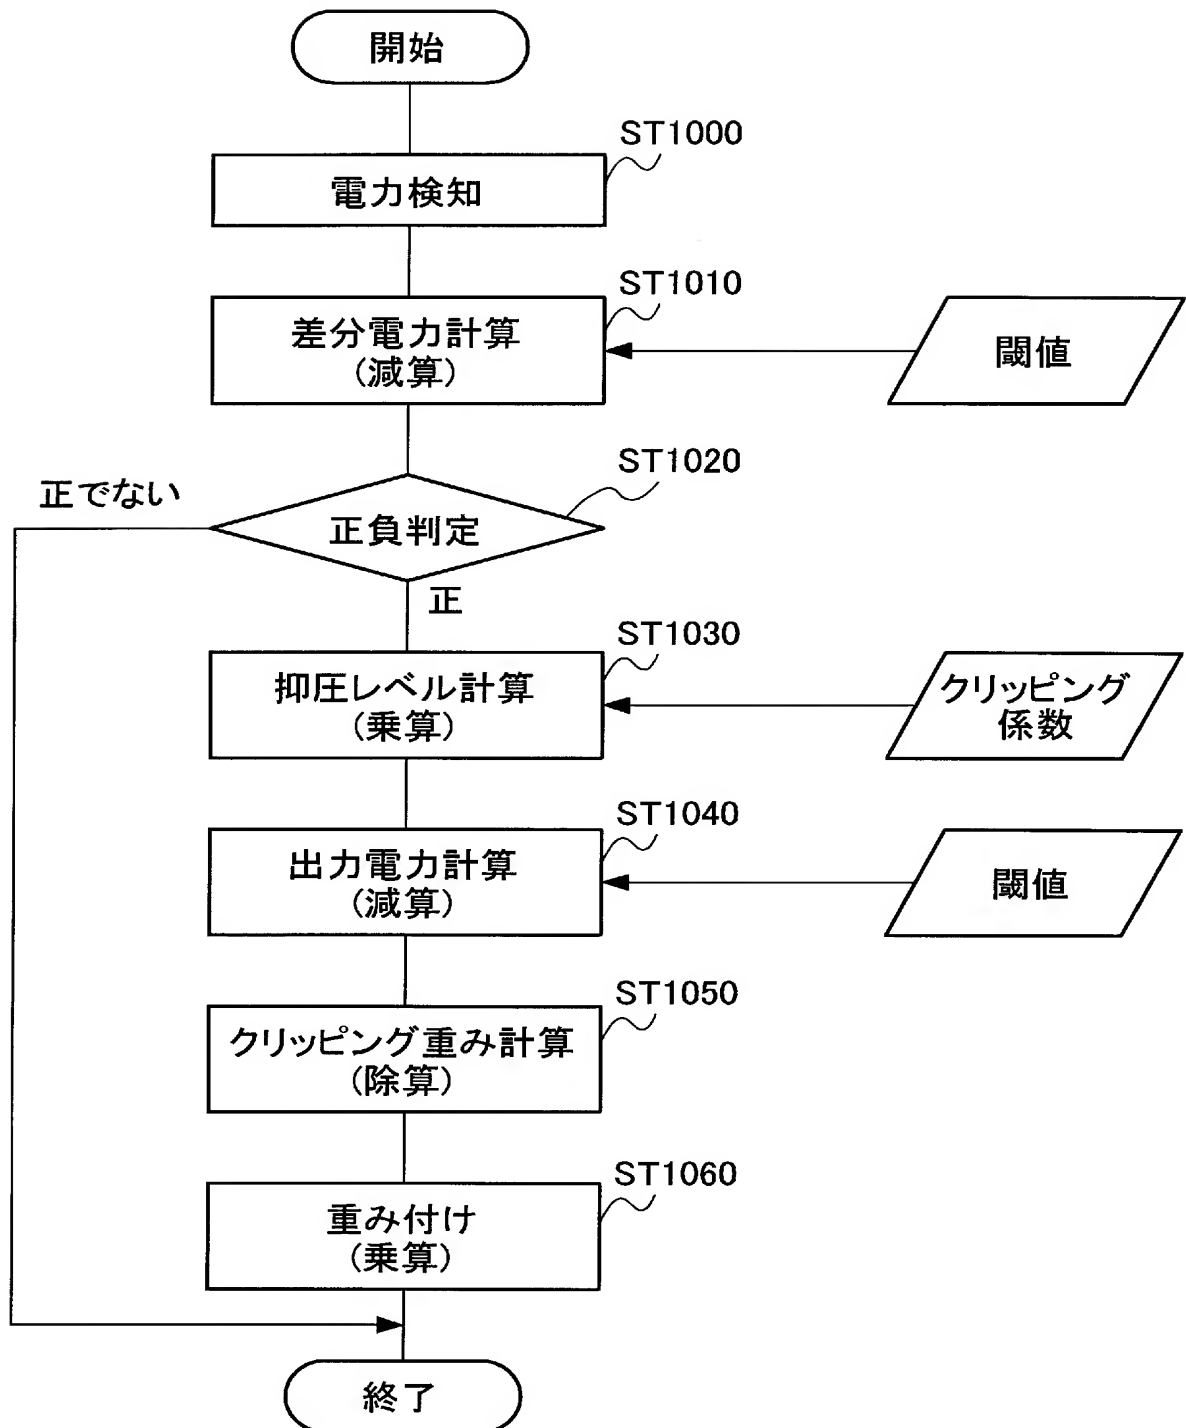 開始
ST1000
電力検知
ST1010
差分電力計算
(減算)
閾値
ST1020
正でない
正負判定
正
ST1030
抑圧レベル計算
(乗算)
クリッピング
係数
ST1040
出力電力計算
(減算)
閾値
ST1050
クリッピング重み計算
(除算)
ST1060
重み付け
(乗算)
終了